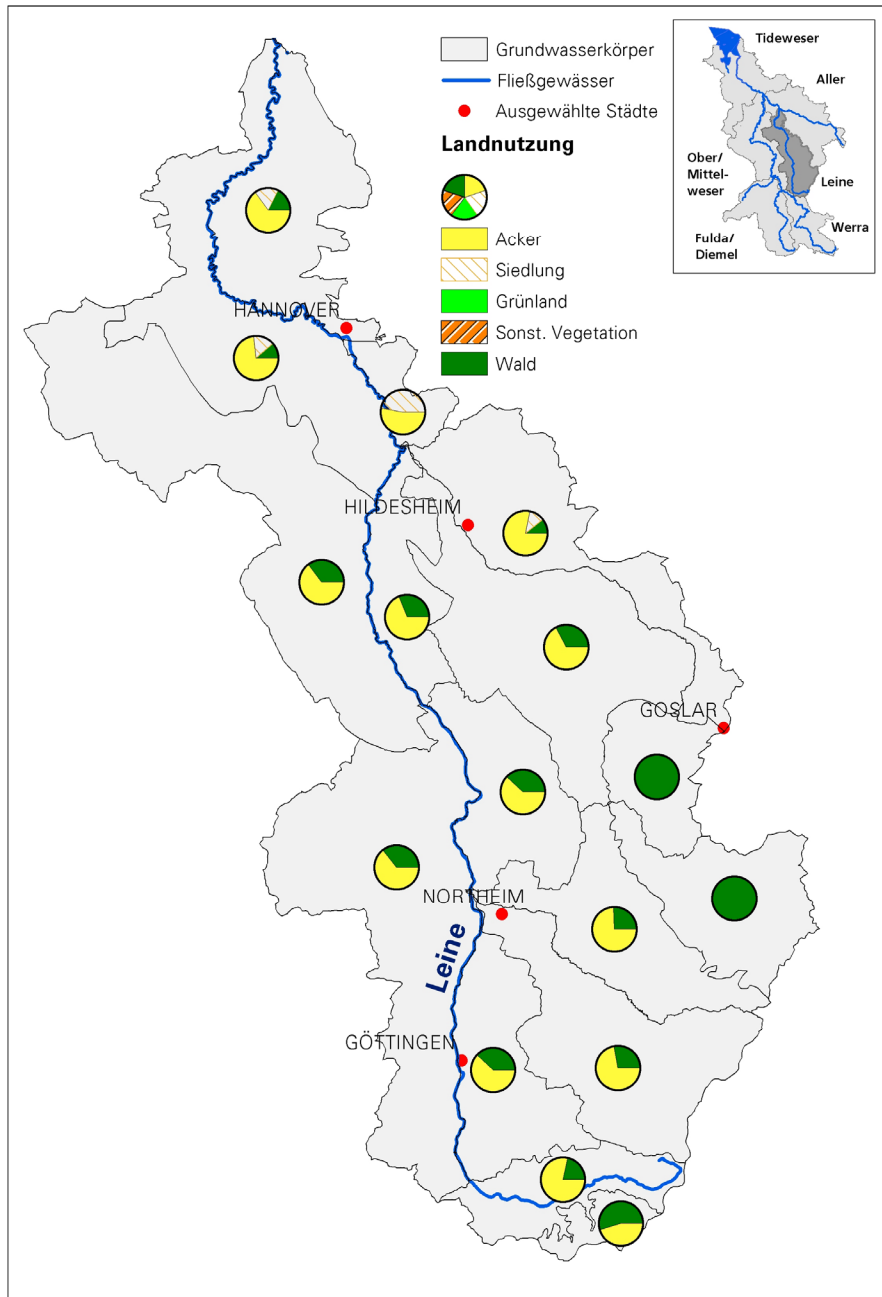 Grundwasserkörper
Fließgewässer
Ausgewählte Städte
Landnutzung
Acker
Siedlung
Grünland
Sonst. Vegetation
Wald
Tideweser
Aller
Ober/
Mittel-
weser
Leine
Werra
Fulda/
Diemel
HANNOVER
HILDESHEIM
GOSLAR
NORTHEIM
Leine
GÖTTINGEN